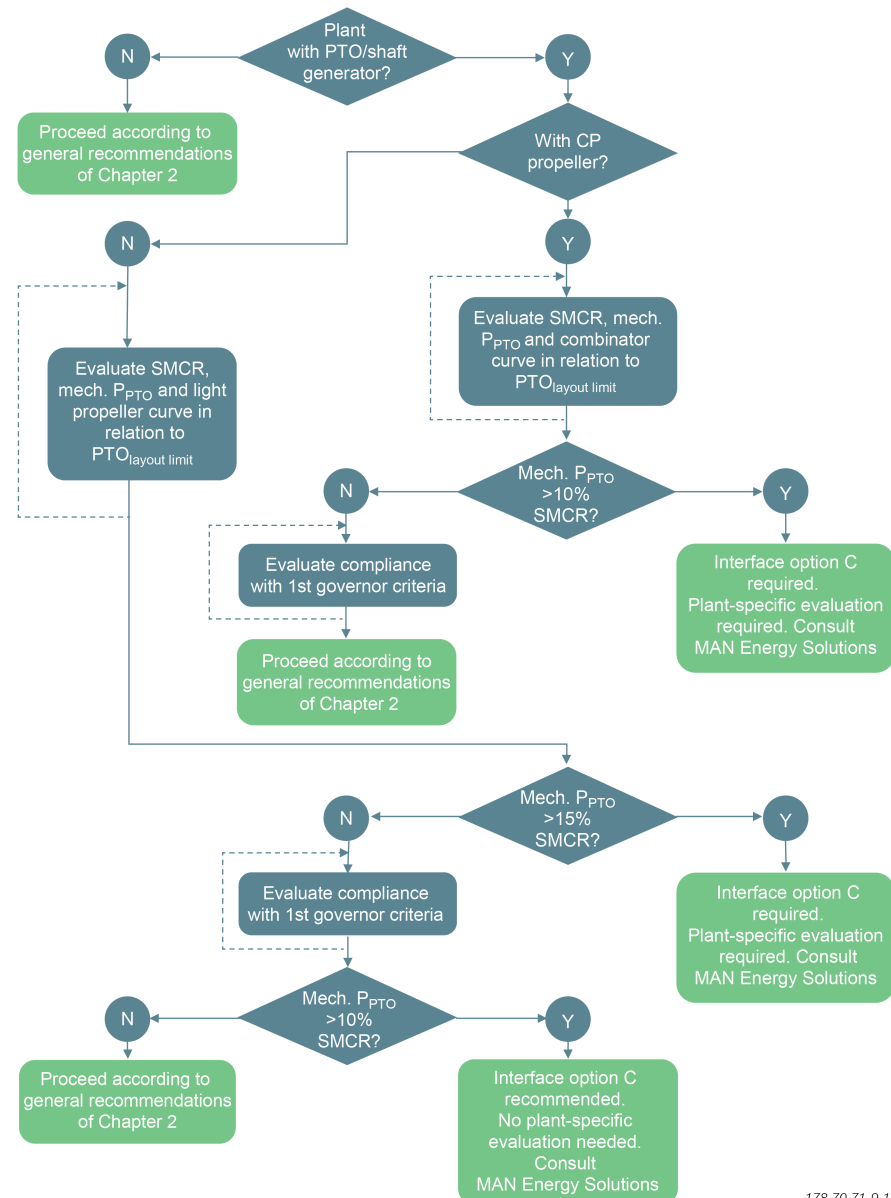 Plant
with PTO/shaft
generator?
N
Y
Proceed according to
general recommendations
of Chapter 2
With CP
propeller?
N
Y
Evaluate SMCR, mech.
PPTO and combinator
curve in relation to
PTOlayout limit
Evaluate SMCR,
mech. PPTO and light
propeller curve in
relation to
PTOlayout limit
Mech. PPTO
>10%
SMCR?
N
Y
Evaluate compliance
with 1st governor criteria
Interface option C
required.
Plant-specific evaluation
required. Consult
MAN Energy Solutions
Proceed according to
general recommendations
of Chapter 2
Mech. PPTO
>15%
SMCR?
N
Y
Evaluate compliance
with 1st governor criteria
Interface option C
required.
Plant-specific evaluation
required. Consult
MAN Energy Solutions
Mech. PPTO
>10%
SMCR?
N
Y
Proceed according to
general recommendations
of Chapter 2
Interface option C
recommended.
No plant-specific
evaluation needed.
Consult
MAN Energy Solutions